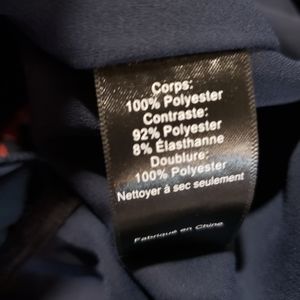 Corps:
100% Polyester
Contraste:
92% Polyester
8% Élasthanne
Doublure:
100% Polyester
Nettoyer à sec seulement
Fabriqué en Chine